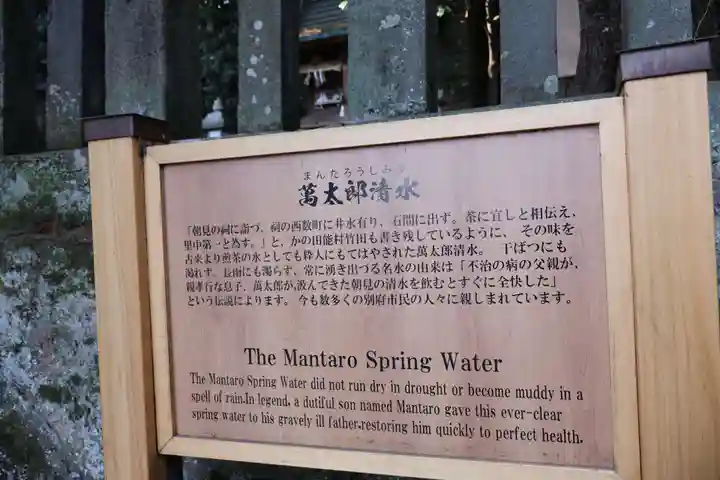 まんたろうしみず
萬太郎清水
「朝見の祠に詣づ、祠の西数町に井水有り、石間に出ず。茶に宜しと相伝え、
里中第一と為す。」と、かの田能村竹田も書き残しているように、その味を
古来より煎茶の水としても粋人にもてはやされた萬太郎清水。 干ばつにも
渇れず、長雨にも濁らず、常に湧き出づる名水の由来は「不治の病の父親が、
親孝行な息子、萬太郎が汲んできた朝見の清水を飲むとすぐに全快した」
という伝説によります。今も数多くの別府市民の人々に親しまれています。
The Mantaro Spring Water
The Mantaro Spring Water did not run dry in drought or become muddy in a
spell of rain.In legend, a dutiful son named Mantaro gave this ever-clear
spring water to his gravely ill father,restoring him quickly to perfect health.